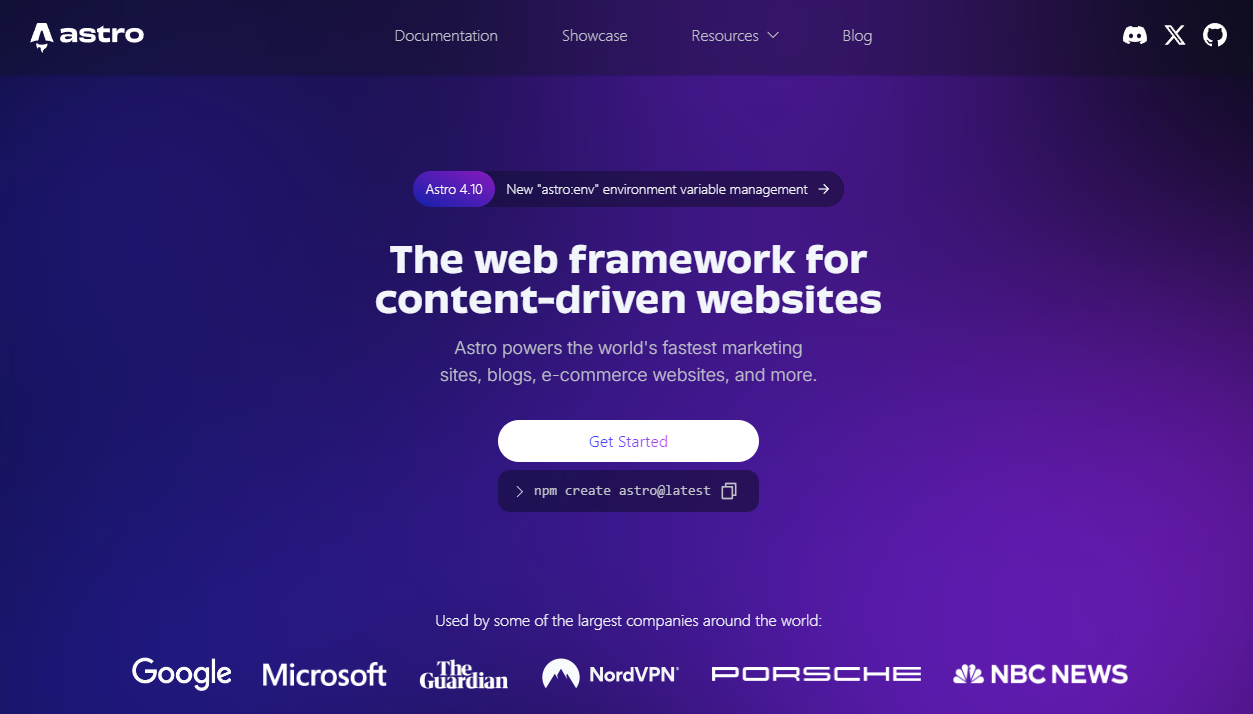 astro
Documentation
Showcase
Resources
Blog
Astro 4.10
New "astro:env" environment variable management
The web framework for
content-driven websites
Astro powers the world's fastest marketing
sites, blogs, e-commerce websites, and more.
Get Started
npm create astro@latest
Used by some of the largest companies around the world:
Google
Microsoft
The
Guardian
NordVPN®
PORSCHE
NBC NEWS